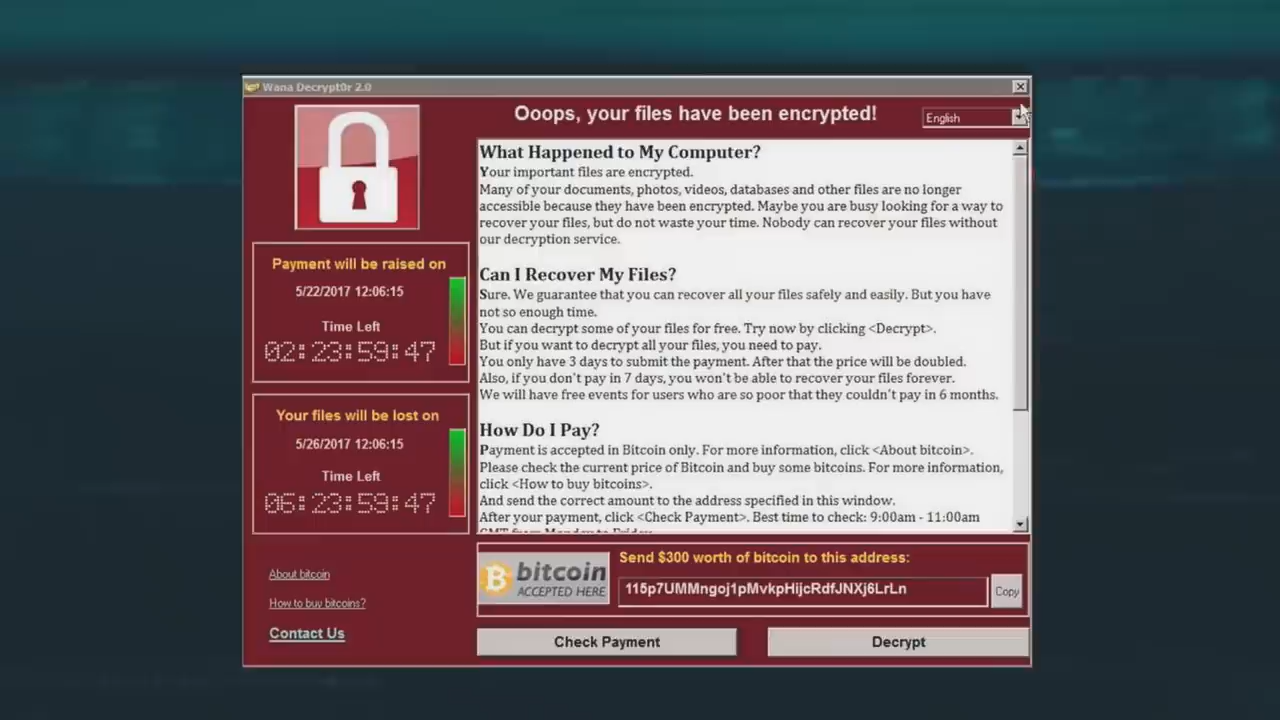 Wana Decrypt0r 2.0
Ooops, your files have been encrypted!
English
What Happened to My Computer?
Your important files are encrypted.
Many of your documents, photos, videos, databases and other files are no longer
accessible because they have been encrypted. Maybe you are busy looking for a way to
recover your files, but do not waste your time. Nobody can recover your files without
our decryption service.
Can I Recover My Files?
Sure. We guarantee that you can recover all your files safely and easily. But you have
not so enough time.
You can decrypt some of your files for free. Try now by clicking <Decrypt>.
But if you want to decrypt all your files, you need to pay.
You only have 3 days to submit the payment. After that the price will be doubled.
Also, if you don't pay in 7 days, you won't be able to recover your files forever.
We will have free events for users who are so poor that they couldn't pay in 6 months.
How Do I Pay?
Payment is accepted in Bitcoin only. For more information, click <About bitcoin>.
Please check the current price of Bitcoin and buy some bitcoins. For more information,
click <How to buy bitcoins>.
And send the correct amount to the address specified in this window.
After your payment, click <Check Payment>. Best time to check: 9:00am - 11:00am
GMT from Monday to Friday.
Payment will be raised on
5/22/2017 12:06:15
Time Left
02:23:59:47
Your files will be lost on
5/26/2017 12:06:15
Time Left
06:23:59:47
About bitcoin
How to buy bitcoins?
Contact Us
bitcoin
ACCEPTED HERE
Send $300 worth of bitcoin to this address:
115p7UMMngoj1pMvkpHijcRdfJNXj6LrLn
Copy
Check Payment
Decrypt